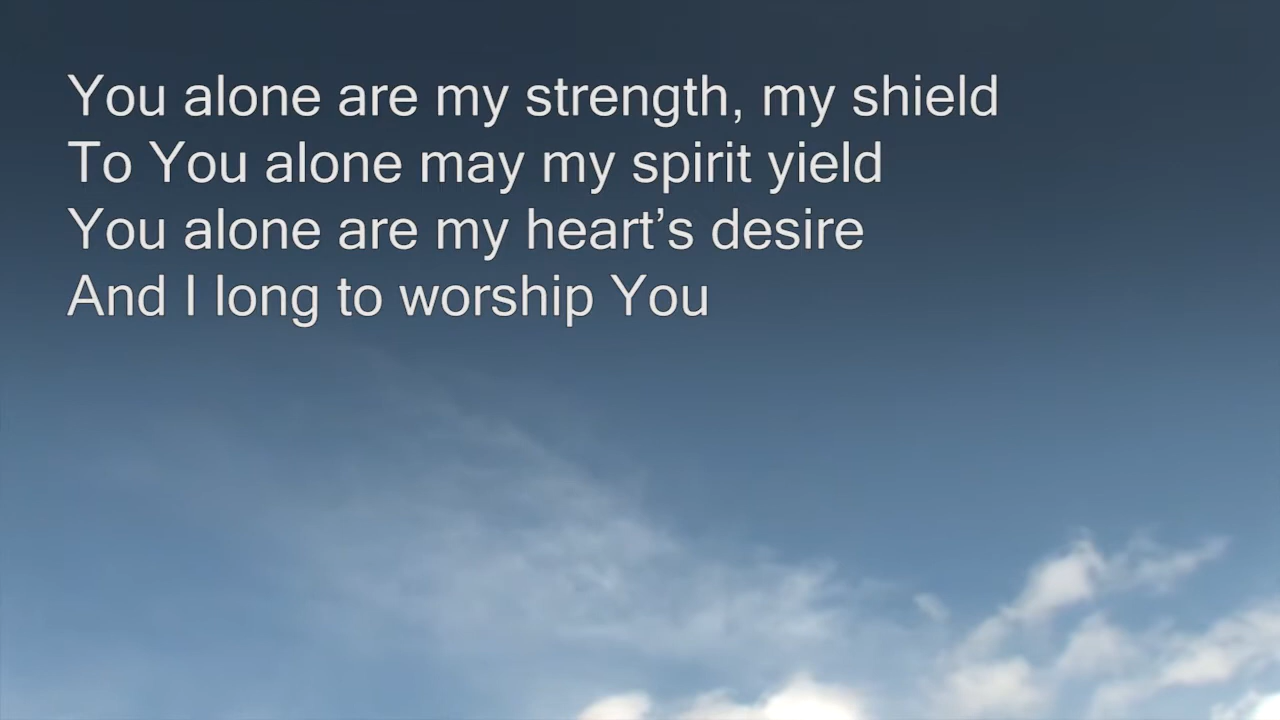 You alone are my strength, my shield
To You alone may my spirit yield
You alone are my heart’s desire
And I long to worship You